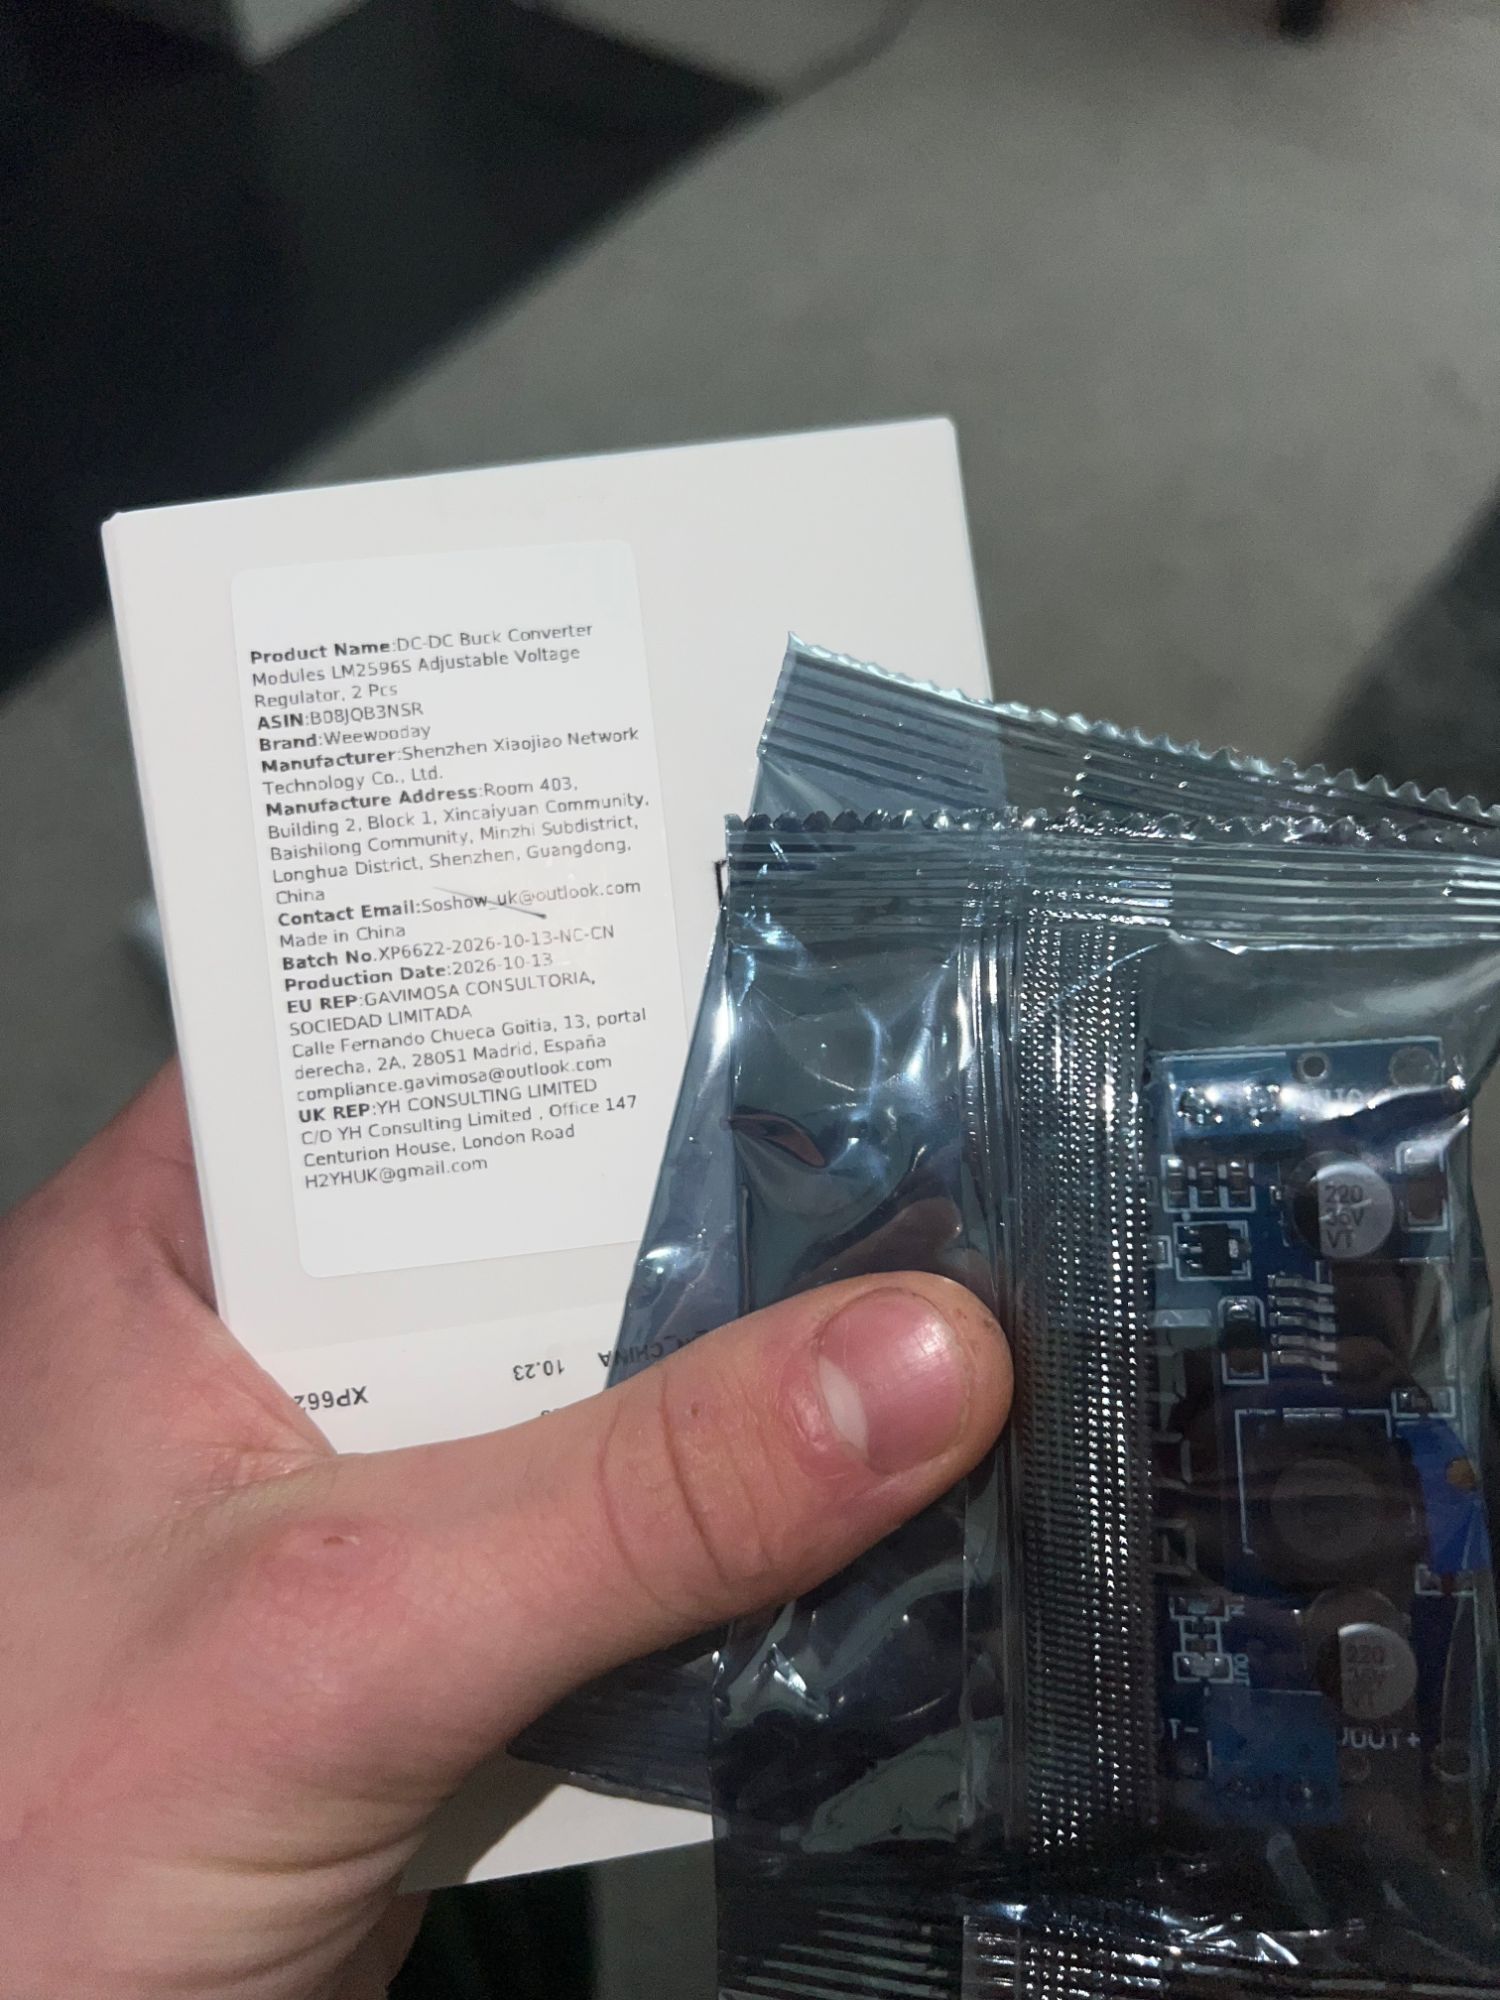 Product Name:DC-DC Buck Converter
Modules LM2596S Adjustable Voltage
Regulator, 2 Pcs
ASIN:B08JQB3NSR
Brand:Weewooday
Manufacturer:Shenzhen Xiaojiao Network
Technology Co., Ltd.
Manufacture Address:Room 403,
Building 2, Block 1, Xincaiyuan Community,
Baishilong Community, Minzhi Subdistrict,
Longhua District, Shenzhen, Guangdong,
China
Contact Email:Soshow_uk@outlook.com
Made in China
Batch No.XP6622-2026-10-13-NC-CN
Production Date:2026-10-13
EU REP:GAVIMOSA CONSULTORIA,
SOCIEDAD LIMITADA
Calle Fernando Chueca Goitia, 13, portal
derecha, 2A, 28051 Madrid, España
compliance.gavimosa@outlook.com
UK REP:YH CONSULTING LIMITED
C/O YH Consulting Limited , Office 147
Centurion House, London Road
H2YHUK@gmail.com
CHINA
10.23
XP662
220
35V
VT
220
35V
VT
OUT+